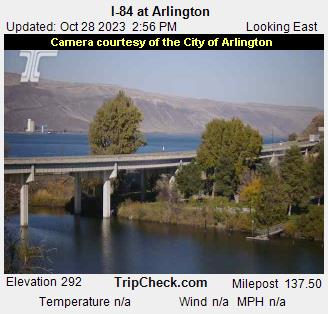 I-84 at Arlington
Updated: Oct 28 2023 2:56 PM Looking East
Camera courtesy of the City of Arlington
Elevation 292 TripCheck.com Milepost 137.50
Temperature n/a Wind n/a MPH n/a